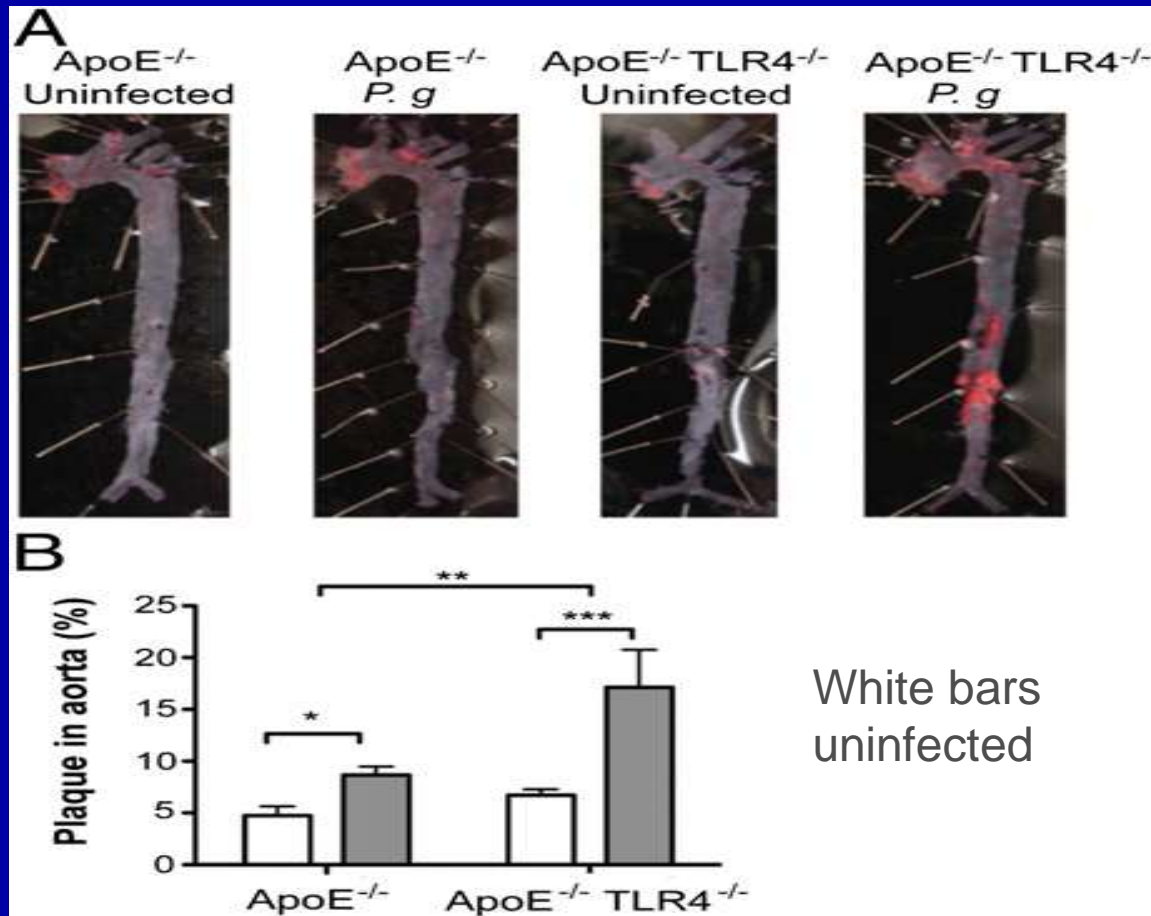 A
ApoE⁻/⁻ ApoE⁻/⁻ ApoE⁻/⁻ TLR4⁻/⁻ ApoE⁻/⁻ TLR4⁻/⁻
Uninfected P. g Uninfected P. g
B
Plaque in aorta (%)
25
20
15
10
5
0
*
**
***
ApoE⁻/⁻ ApoE⁻/⁻ TLR4⁻/⁻
White bars
uninfected